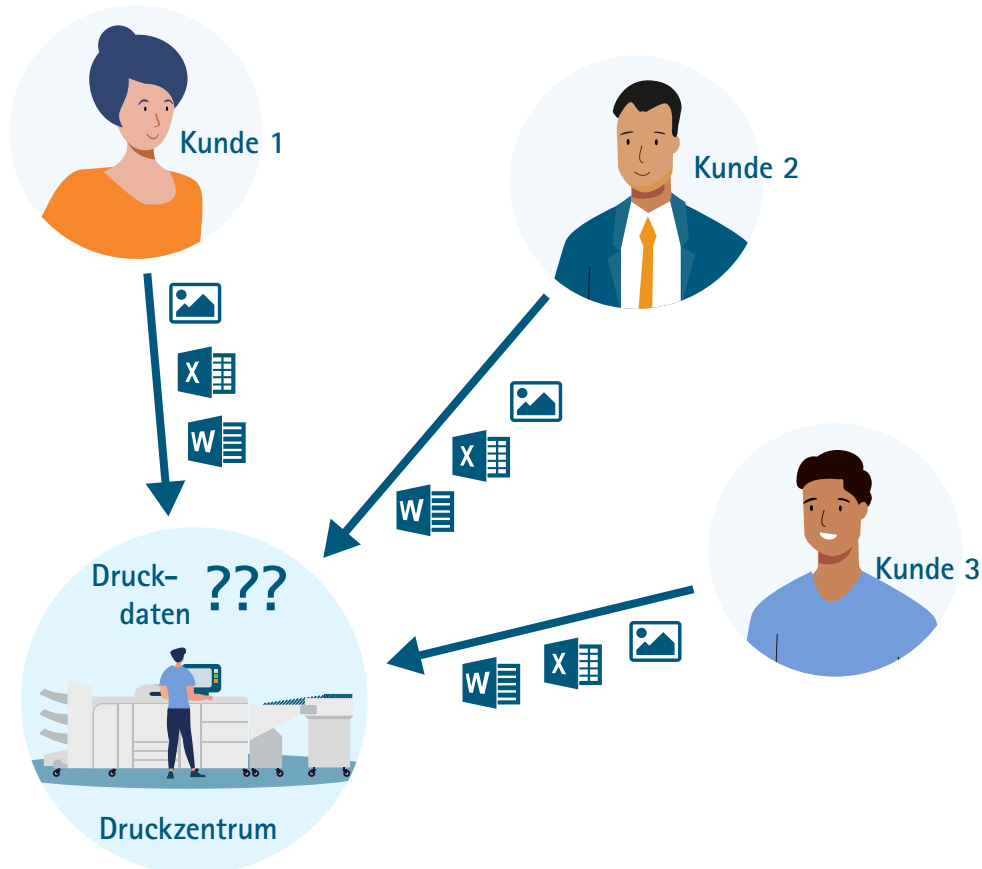 Kunde 1
Kunde 2
X
W
X
W
Kunde 3
X
W
Druck-
daten
???
Druckzentrum